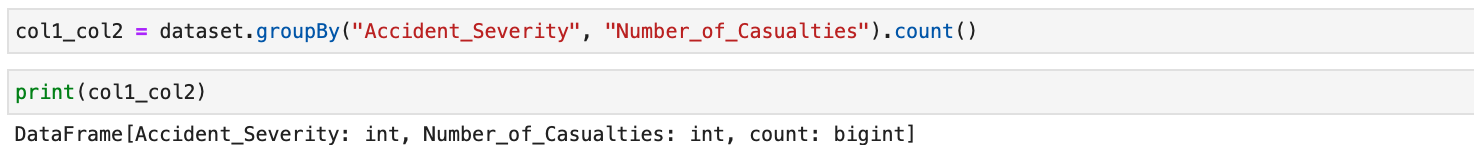 col1_col2 = dataset.groupBy("Accident_Severity", "Number_of_Casualties").count()
print(col1_col2)
DataFrame[Accident_Severity: int, Number_of_Casualties: int, count: bigint]